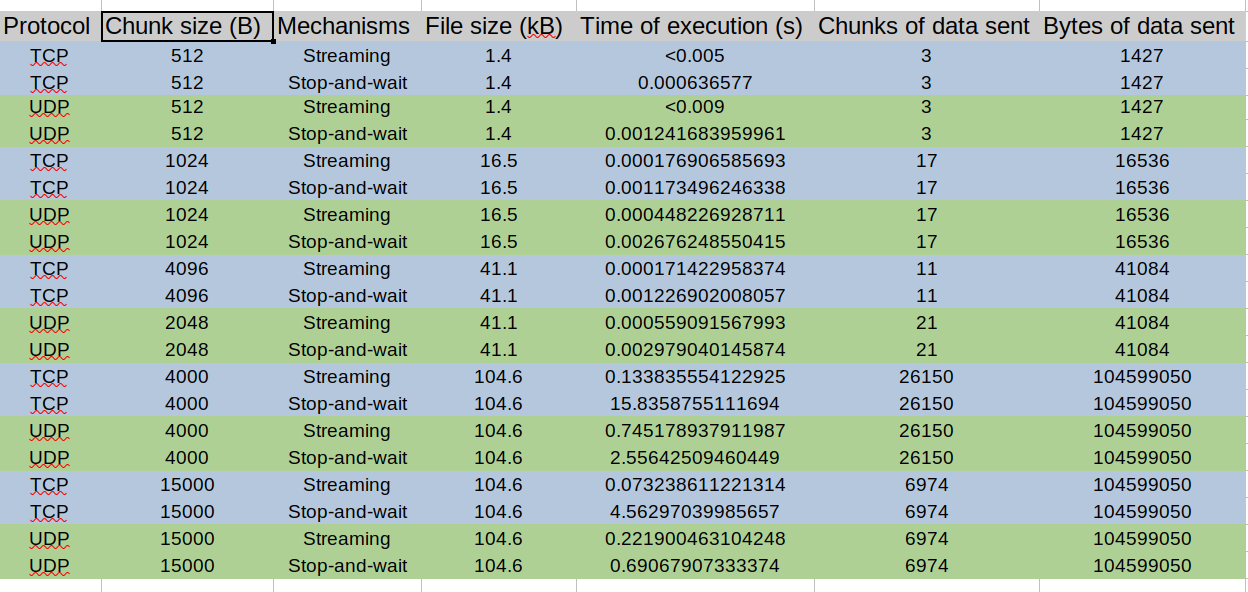 Protocol Chunk size (B) Mechanisms File size (kB) Time of execution (s) Chunks of data sent Bytes of data sent
TCP 512 Streaming 1.4 <0.005 3 1427
TCP 512 Stop-and-wait 1.4 0.000636577 3 1427
UDP 512 Streaming 1.4 <0.009 3 1427
UDP 512 Stop-and-wait 1.4 0.001241683959961 3 1427
TCP 1024 Streaming 16.5 0.000176906585693 17 16536
TCP 1024 Stop-and-wait 16.5 0.001173496246338 17 16536
UDP 1024 Streaming 16.5 0.000448226928711 17 16536
UDP 1024 Stop-and-wait 16.5 0.002676248550415 17 16536
TCP 4096 Streaming 41.1 0.000171422958374 11 41084
TCP 4096 Stop-and-wait 41.1 0.001226902008057 11 41084
UDP 2048 Streaming 41.1 0.000559091567993 21 41084
UDP 2048 Stop-and-wait 41.1 0.002979040145874 21 41084
TCP 4000 Streaming 104.6 0.133835554122925 26150 104599050
TCP 4000 Stop-and-wait 104.6 15.8358755111694 26150 104599050
UDP 4000 Streaming 104.6 0.745178937911987 26150 104599050
UDP 4000 Stop-and-wait 104.6 2.55642509460449 26150 104599050
TCP 15000 Streaming 104.6 0.073238611221314 6974 104599050
TCP 15000 Stop-and-wait 104.6 4.56297039985657 6974 104599050
UDP 15000 Streaming 104.6 0.221900463104248 6974 104599050
UDP 15000 Stop-and-wait 104.6 0.69067907333374 6974 104599050